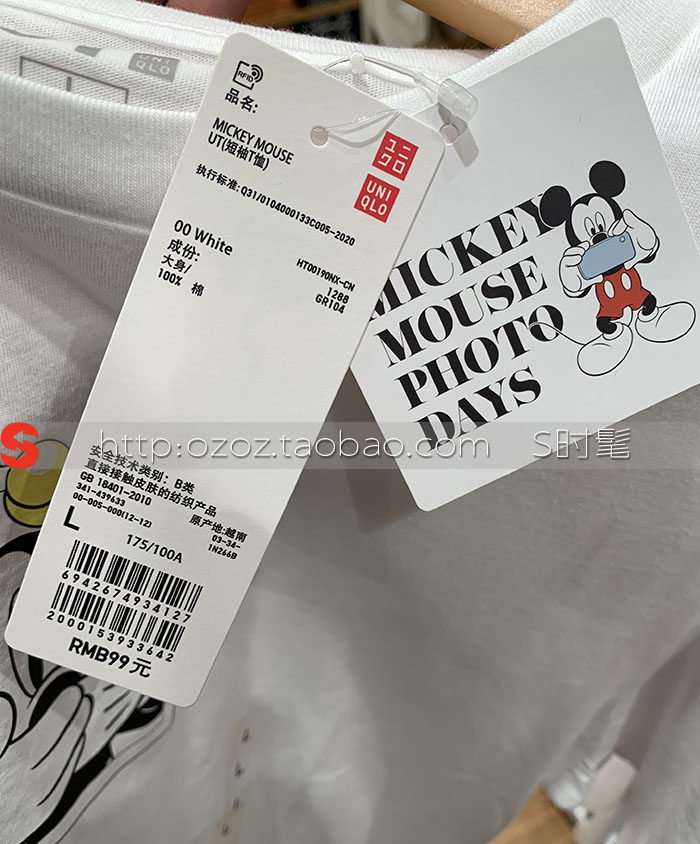 UNI
QLO
RFID
品名:
MICKEY MOUSE
UT(短袖T恤)
ユニ
クロ
UNI
QLO
执行标准:Q31/0104000133C005-2020
00 White
成份:
大身/
100% 棉
HT00190NX-CN
1288
GR104
MICKEY
MOUSE
PHOTO
DAYS
S
http:ozoz.taobao.com
S时髦
安全技术类别: B类
直接接触皮肤的纺织产品
GB 18401-2010
341-439633
00-005-000(12-12)
原产地:越南
03-34-
1N266B
L
175/100A
6942674934127
2000153933642
RMB99元